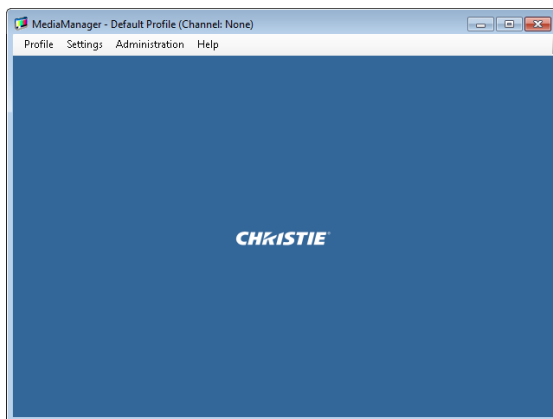 MediaManager - Default Profile (Channel: None)
Profile Settings Administration Help
CHRISTIE®